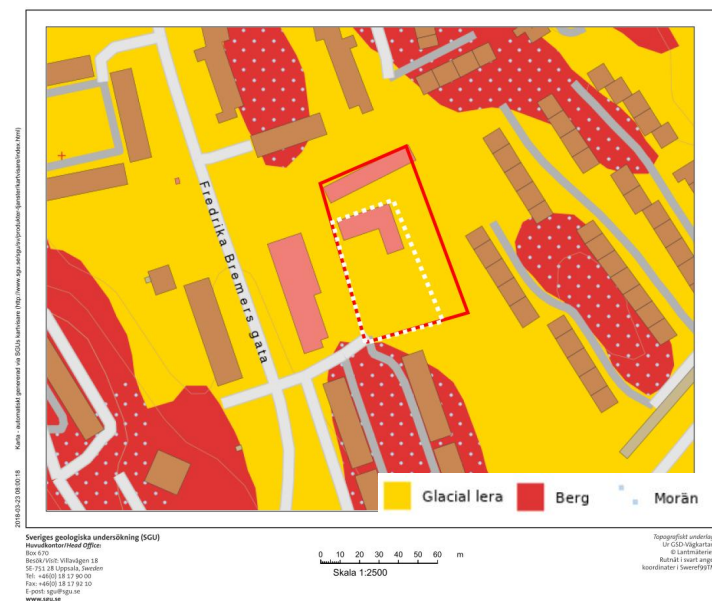 Fredrika Bremers gata
Glacial lera
Berg
Morän
Karta - automatiskt genererad via SGUs kartvisare (http://www.sgu.se/sgu/sv/produkter-tjanster/kartvisare/index.html)
2018-03-23 08:00:18
Sveriges geologiska undersökning (SGU)
Huvudkontor/Head Office:
Box 670
Besök/Visit: Villavägen 18
SE-751 28 Uppsala, Sweden
Tel: +46(0) 18 17 90 00
Fax: +46(0) 18 17 92 10
E-post: sgu@sgu.se
www.sgu.se
0 10 20 30 40 50 60 m
Skala 1:2500
Topografiskt underlag
Ur GSD-Vägkartan
© Lantmäteriet
Rutnät i svart anger
koordinater i Sweref99TM